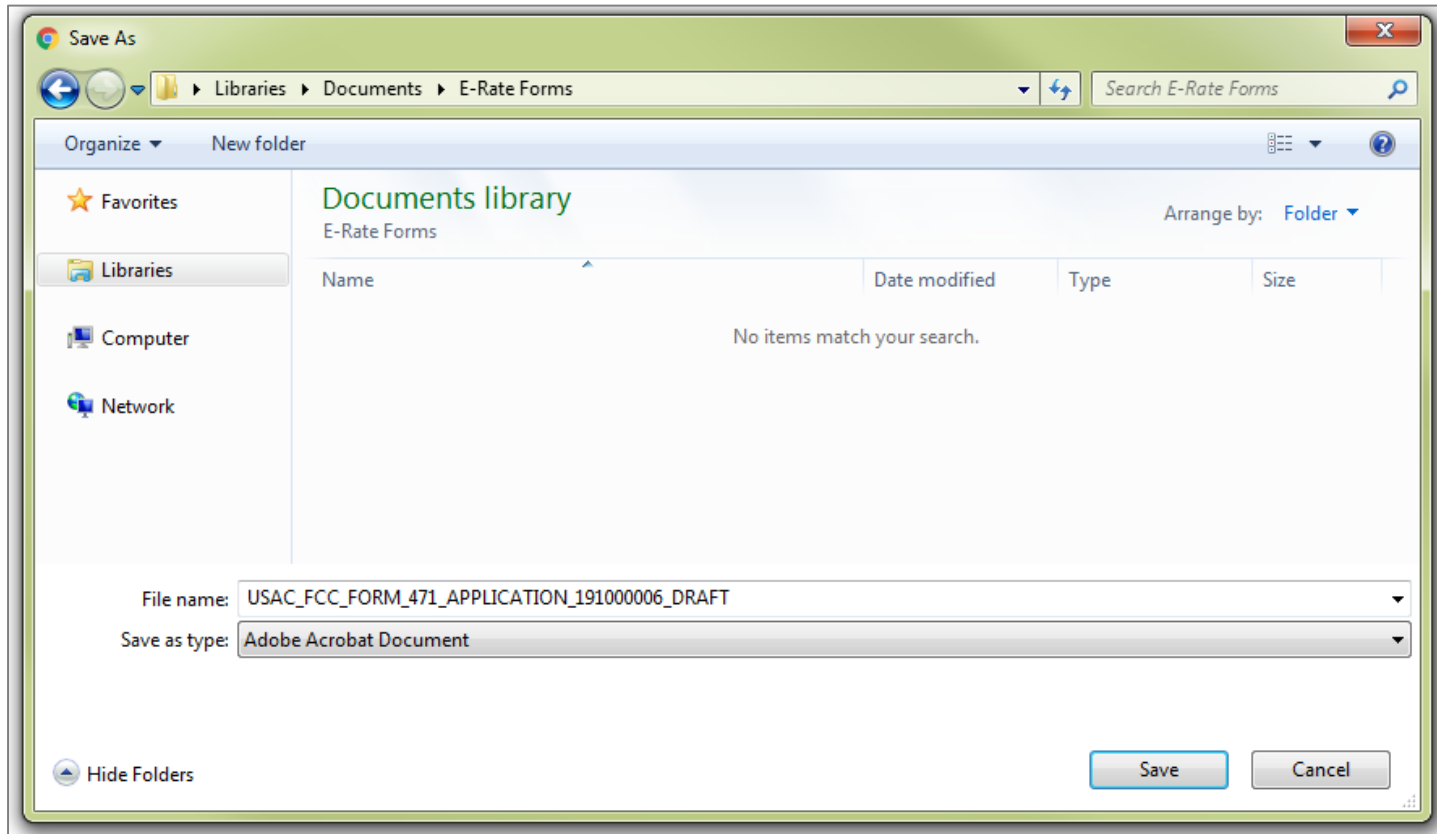 Save As
Libraries Documents E-Rate Forms Search E-Rate Forms
Organize New folder
Favorites
Libraries
Computer
Network
Documents library
E-Rate Forms
Arrange by: Folder
Name Date modified Type Size
No items match your search.
File name: USAC_FCC_FORM_471_APPLICATION_191000006_DRAFT
Save as type: Adobe Acrobat Document
Hide Folders Save Cancel